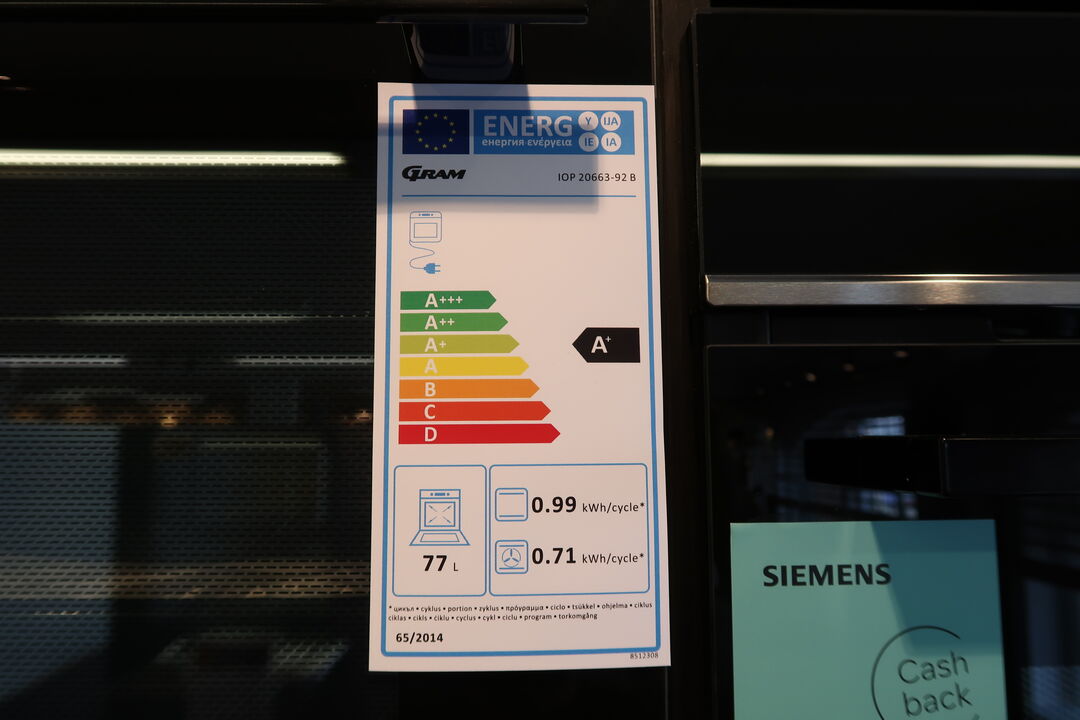 ENERG Y IJA
енергия ενέργεια IE IA
GRAM
IOP 20663-92 B
A+++
A++
A+
A
B
C
D
A+
0.99 kWh/cycle*
0.71 kWh/cycle*
77 L
* цикъл • cyklus • portion • zyklus • πρόγραμμα • ciclo • tsükkel • ohjelma • ciklus
ciklas • cikls • ciklu • cyclus • cykl • ciclu • program • torkomgång
65/2014
8512308
SIEMENS
Cash
back